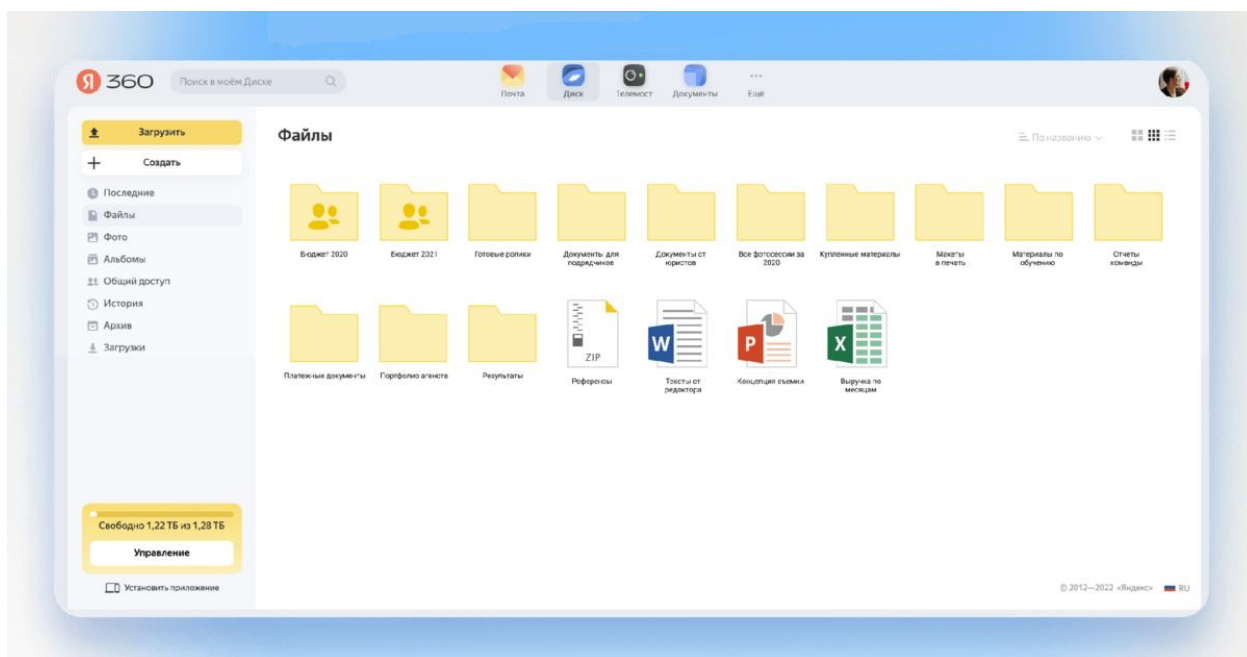 Я 360
Поиск в моём Диске
Почта
Диск
Телемост
Документы
Ещё
Загрузить
Создать
Последние
Файлы
Фото
Альбомы
Общий доступ
История
Архив
Загрузки
Файлы
По названию
Бюджет 2020
Бюджет 2021
Готовые ролики
Документы для
подрядчиков
Документы от
юристов
Все фотосессии за
2020
Купленные материалы
Макеты
в печать
Материалы по
обучению
Отчеты
команды
Платежные документы
Портфолио агенств
Результаты
ZIP
Референсы
W
Тексты от
редактора
P
Концепция съемки
X
Выручка по
месяцам
Свободно 1,22 ТБ из 1,28 ТБ
Управление
Установить приложение
© 2012—2022 «Яндекс»
RU